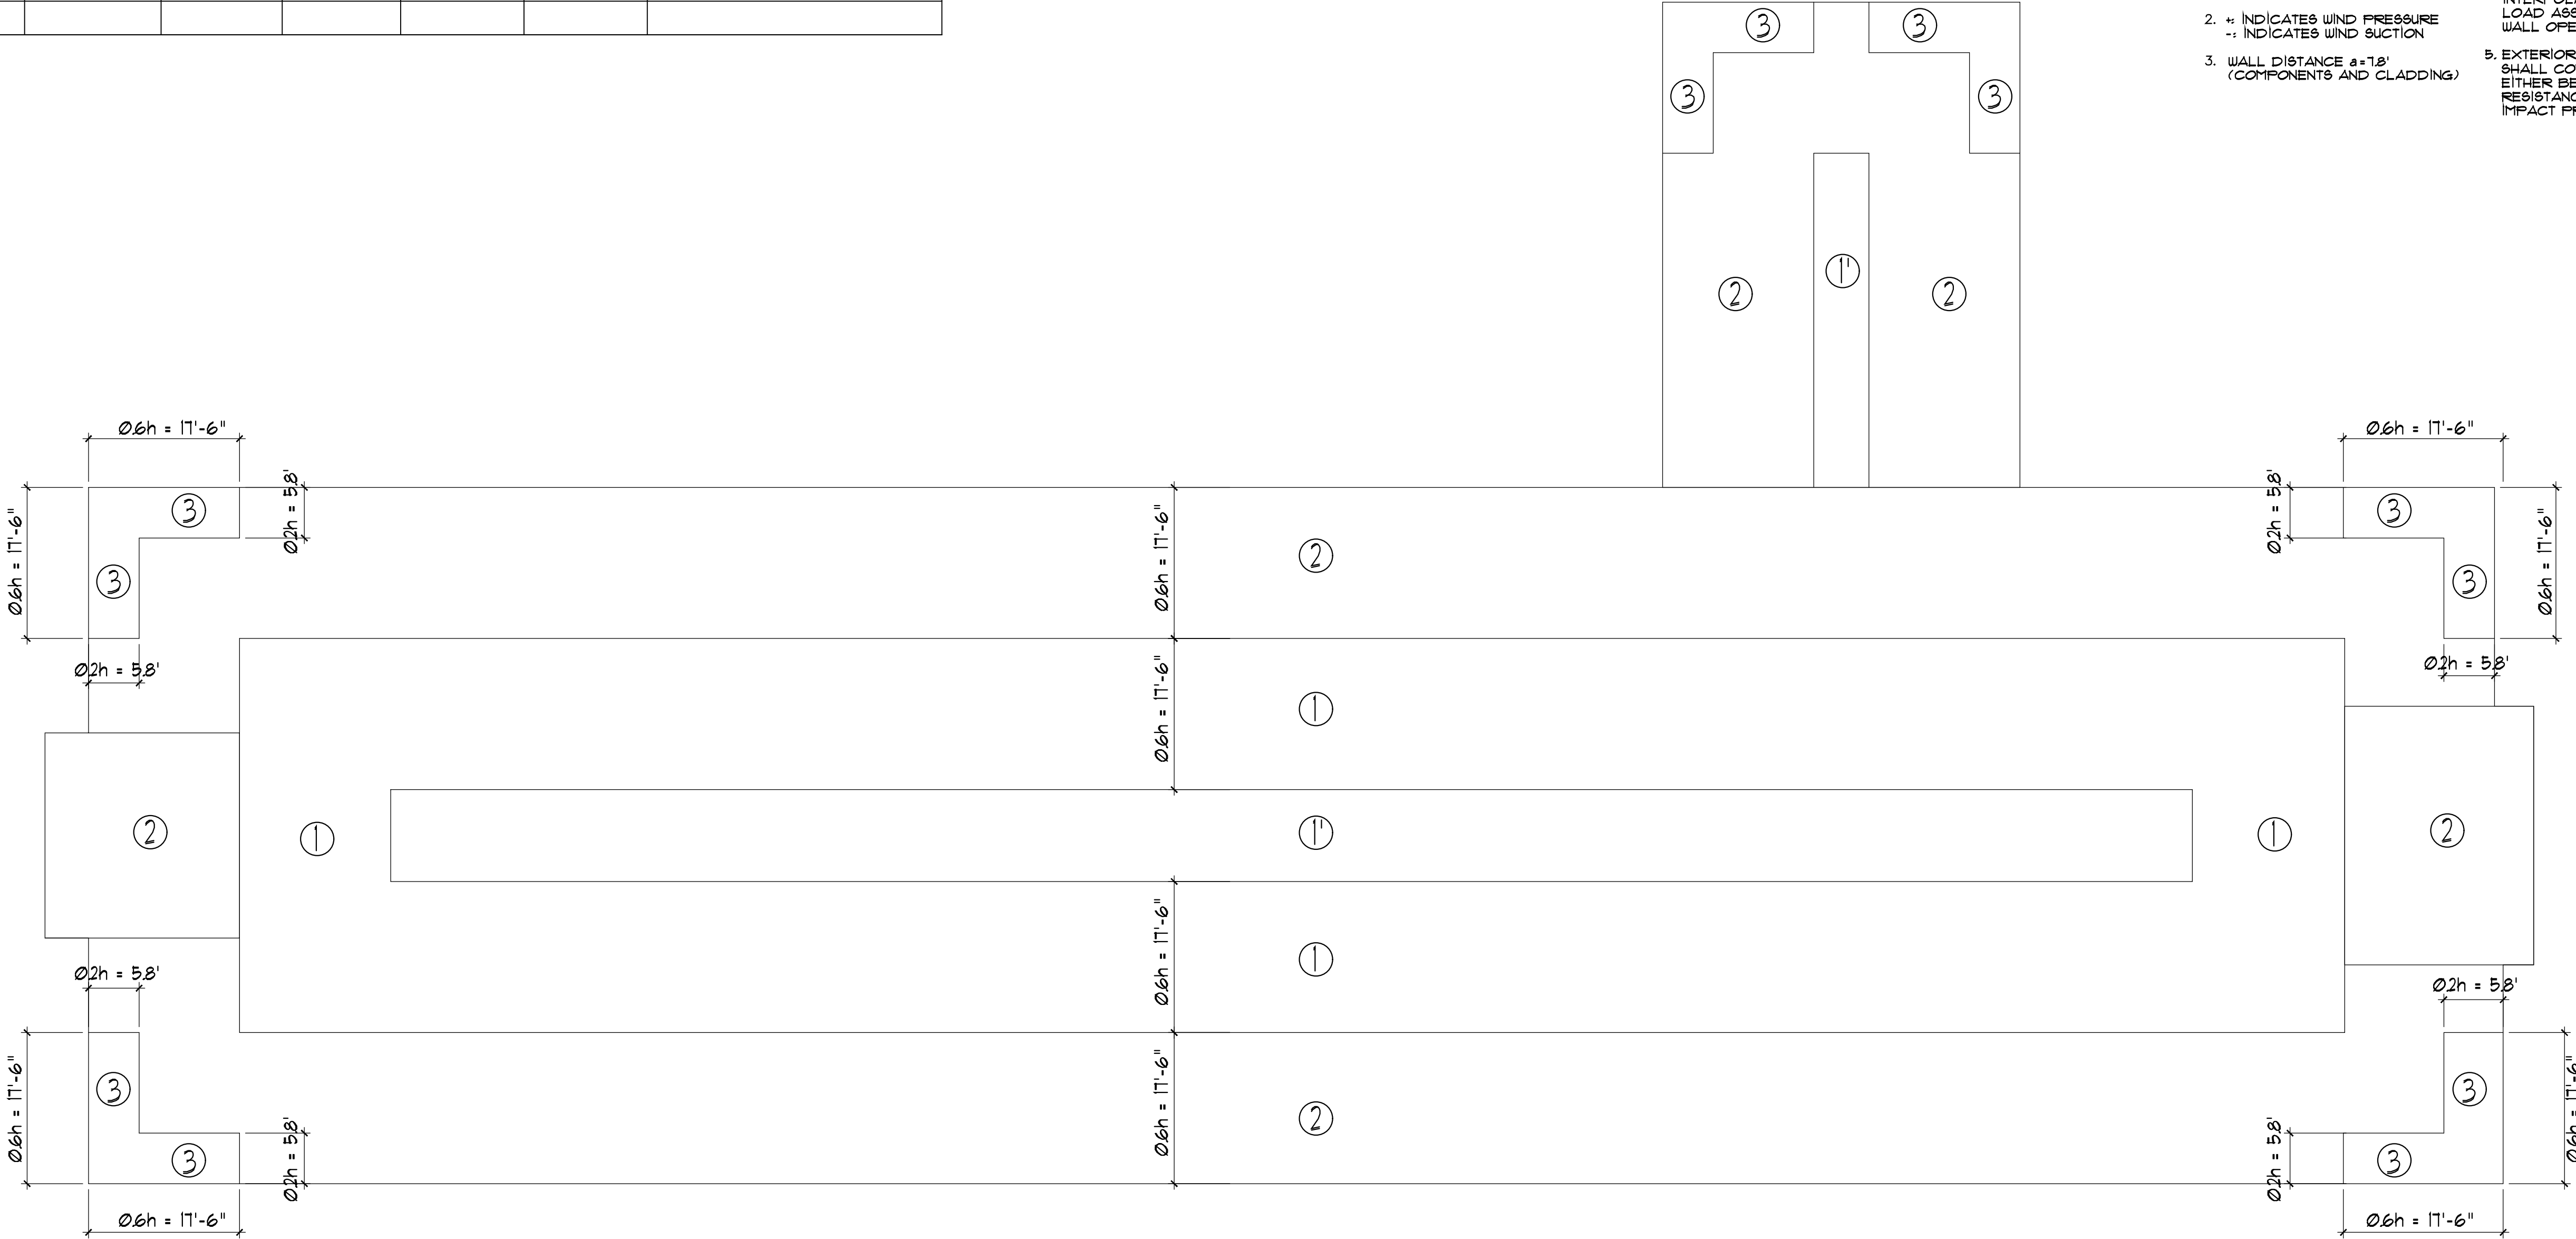 2. +: INDICATES WIND PRESSURE
-: INDICATES WIND SUCTION
3. WALL DISTANCE a=7.8'
(COMPONENTS AND CLADDING)
LOAD
WALL
5. EXTERIOR
SHALL
EITHER
IMPACT
3
3
3
3
1'
2
2
0.6h = 17'-6"
0.6h = 17'-6"
0.2h = 5.8'
0.2h = 5.8'
3
3
0.6h = 17'-6"
0.6h = 17'-6"
2
0.6h = 17'-6"
3
3
0.2h = 5.8'
0.2h = 5.8'
0.6h = 17'-6"
1
2
1
1'
1
2
0.6h = 17'-6"
1
0.2h = 5.8'
0.2h = 5.8'
3
3
0.6h = 17'-6"
0.2h = 5.8'
0.6h = 17'-6"
2
0.2h = 5.8'
3
3
0.6h = 17'-6"
0.6h = 17'-6"
0.6h = 17'-6"